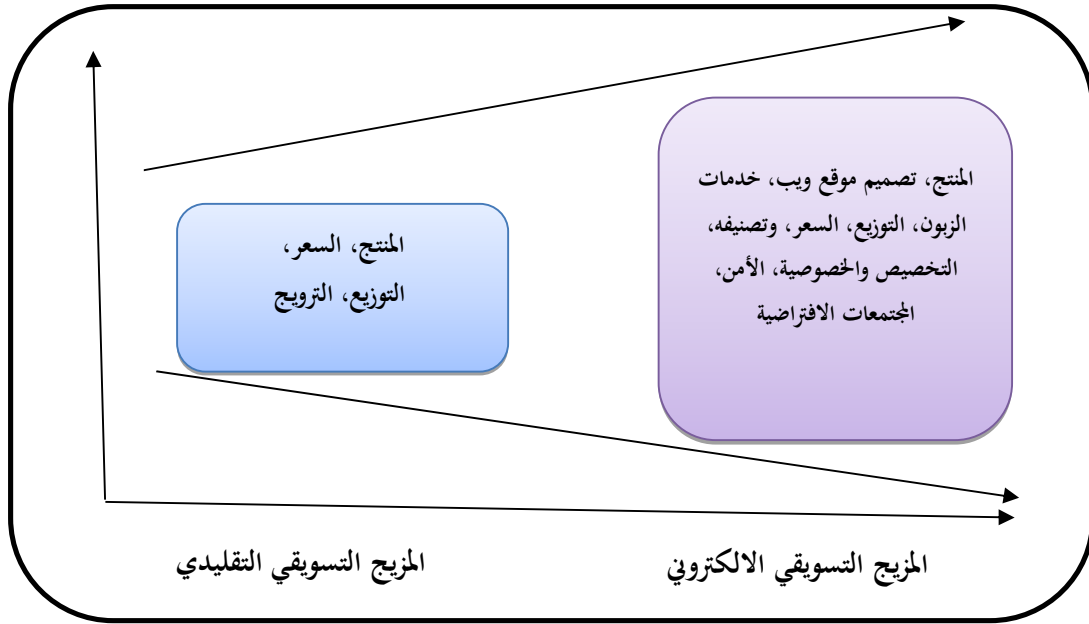 المنتج، تصميم موقع ويب، خدمات
الزبون، التوزيع، السعر، وتصنيفه،
التخصيص والخصوصية، الأمن،
المجتمعات الافتراضية
المنتج، السعر،
التوزيع، الترويج
المزيج التسويقي الالكتروني
المزيج التسويقي التقليدي